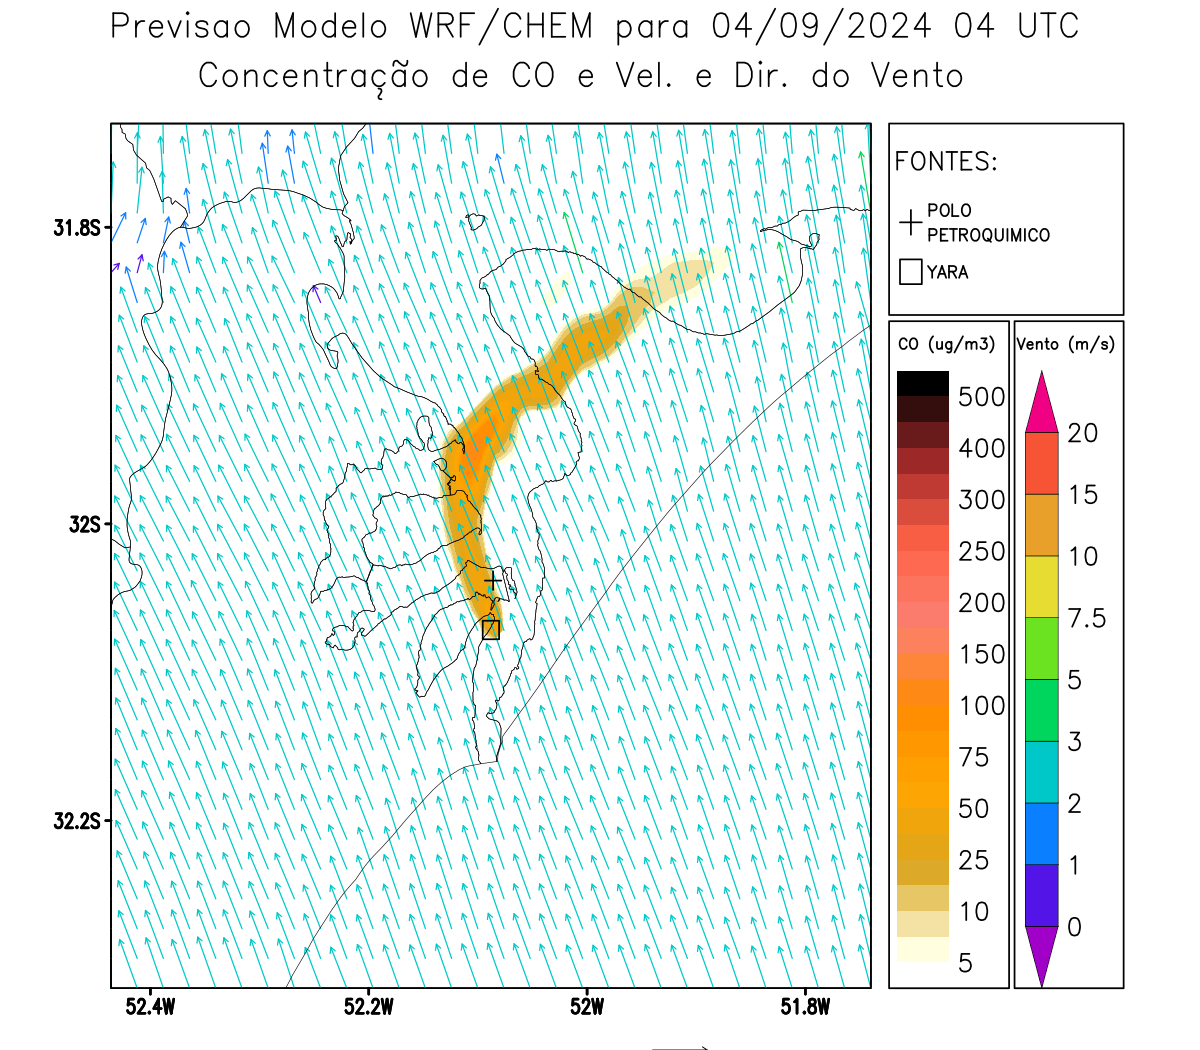 Previsao Modelo WRF/CHEM para 04/09/2024 04 UTC
Concentração de CO e Vel. e Dir. do Vento
FONTES:
POLO
PETROQUIMICO
YARA
31.8S
32S
32.2S
52.4W
52.2W
52W
51.8W
CO (ug/m3)
500
400
300
250
200
150
100
75
50
25
10
5
Vento (m/s)
20
15
10
7.5
5
3
2
1
0